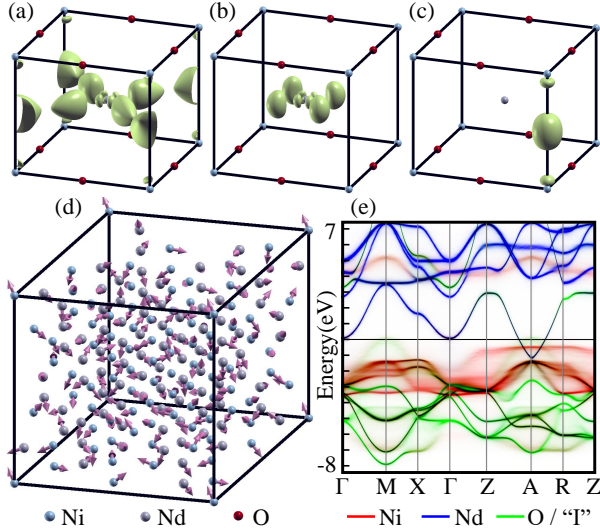 (a) (b) (c)
(d) (e)
7
Energy(eV)
-8
Γ M X Γ Z A R Z
Ni Nd O Ni Nd O / “I”